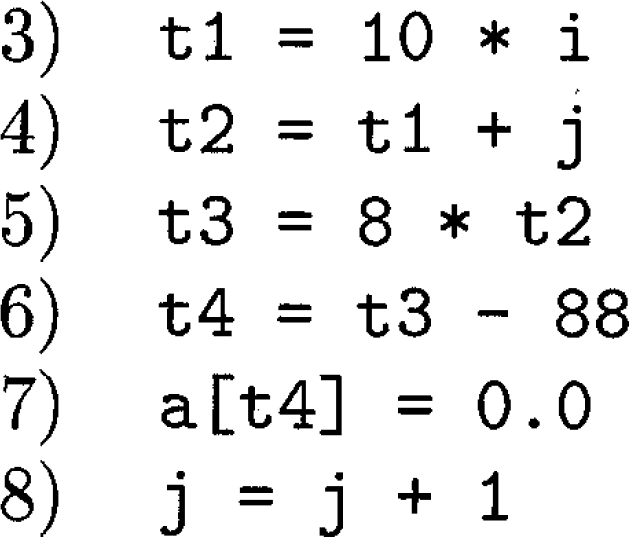 3) t1 = 10 * i
4) t2 = t1 + j
5) t3 = 8 * t2
6) t4 = t3 - 88
7) a[t4] = 0.0
8) j = j + 1